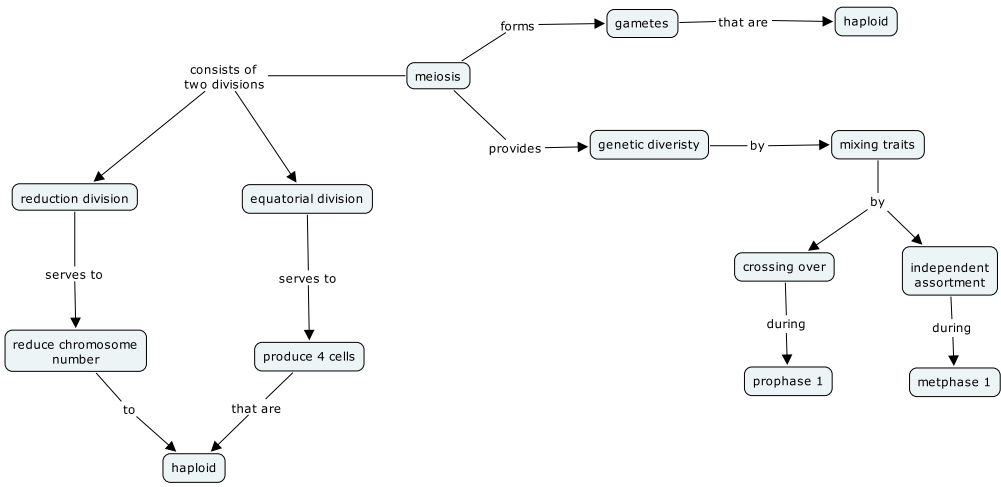 forms
gametes
that are
haploid
consists of
two divisions
meiosis
provides
genetic diveristy
by
mixing traits
reduction division
equatorial division
by
serves to
serves to
crossing over
independent
assortment
during
during
reduce chromosome
number
produce 4 cells
prophase 1
metphase 1
to
that are
haploid